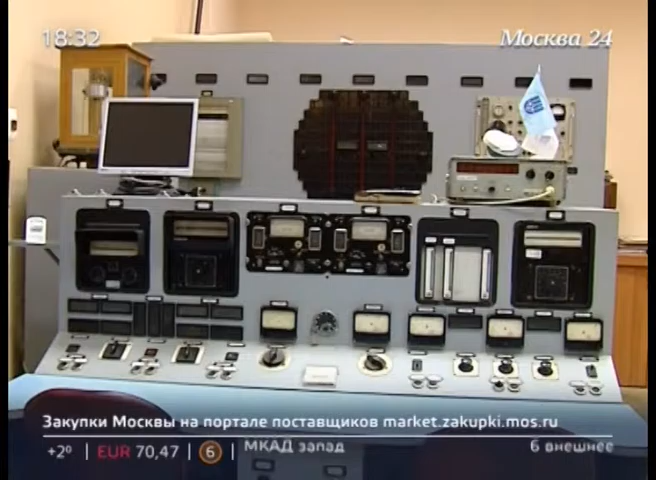 18:32
Москва 24
Закупки Москвы на портале поставщиков market.zakupki.mos.ru
+2° | EUR 70,47 | 6 | МКАД запад 6 внешнее